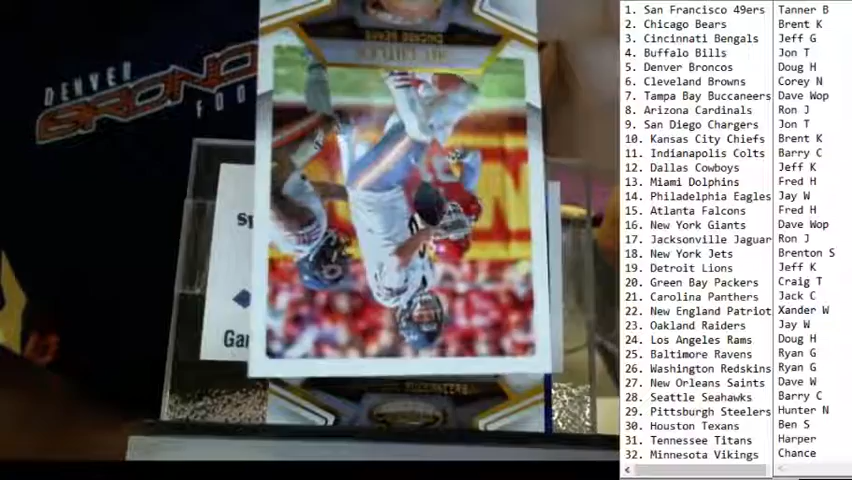 DENVER
BRONCOS
FOO
JAY CUTLER
CHICAGO BEARS
Sp
Gar
1. San Francisco 49ers Tanner B
2. Chicago Bears Brent K
3. Cincinnati Bengals Jeff G
4. Buffalo Bills Jon T
5. Denver Broncos Doug H
6. Cleveland Browns Corey N
7. Tampa Bay Buccaneers Dave Wop
8. Arizona Cardinals Ron J
9. San Diego Chargers Jon T
10. Kansas City Chiefs Brent K
11. Indianapolis Colts Barry C
12. Dallas Cowboys Jeff K
13. Miami Dolphins Fred H
14. Philadelphia Eagles Jay W
15. Atlanta Falcons Fred H
16. New York Giants Dave Wop
17. Jacksonville Jaguar Ron J
18. New York Jets Brenton S
19. Detroit Lions Jeff K
20. Green Bay Packers Craig T
21. Carolina Panthers Jack C
22. New England Patriot Xander W
23. Oakland Raiders Jay W
24. Los Angeles Rams Doug H
25. Baltimore Ravens Ryan G
26. Washington Redskins Ryan G
27. New Orleans Saints Dave W
28. Seattle Seahawks Barry C
29. Pittsburgh Steelers Hunter N
30. Houston Texans Ben S
31. Tennessee Titans Harper
32. Minnesota Vikings Chance